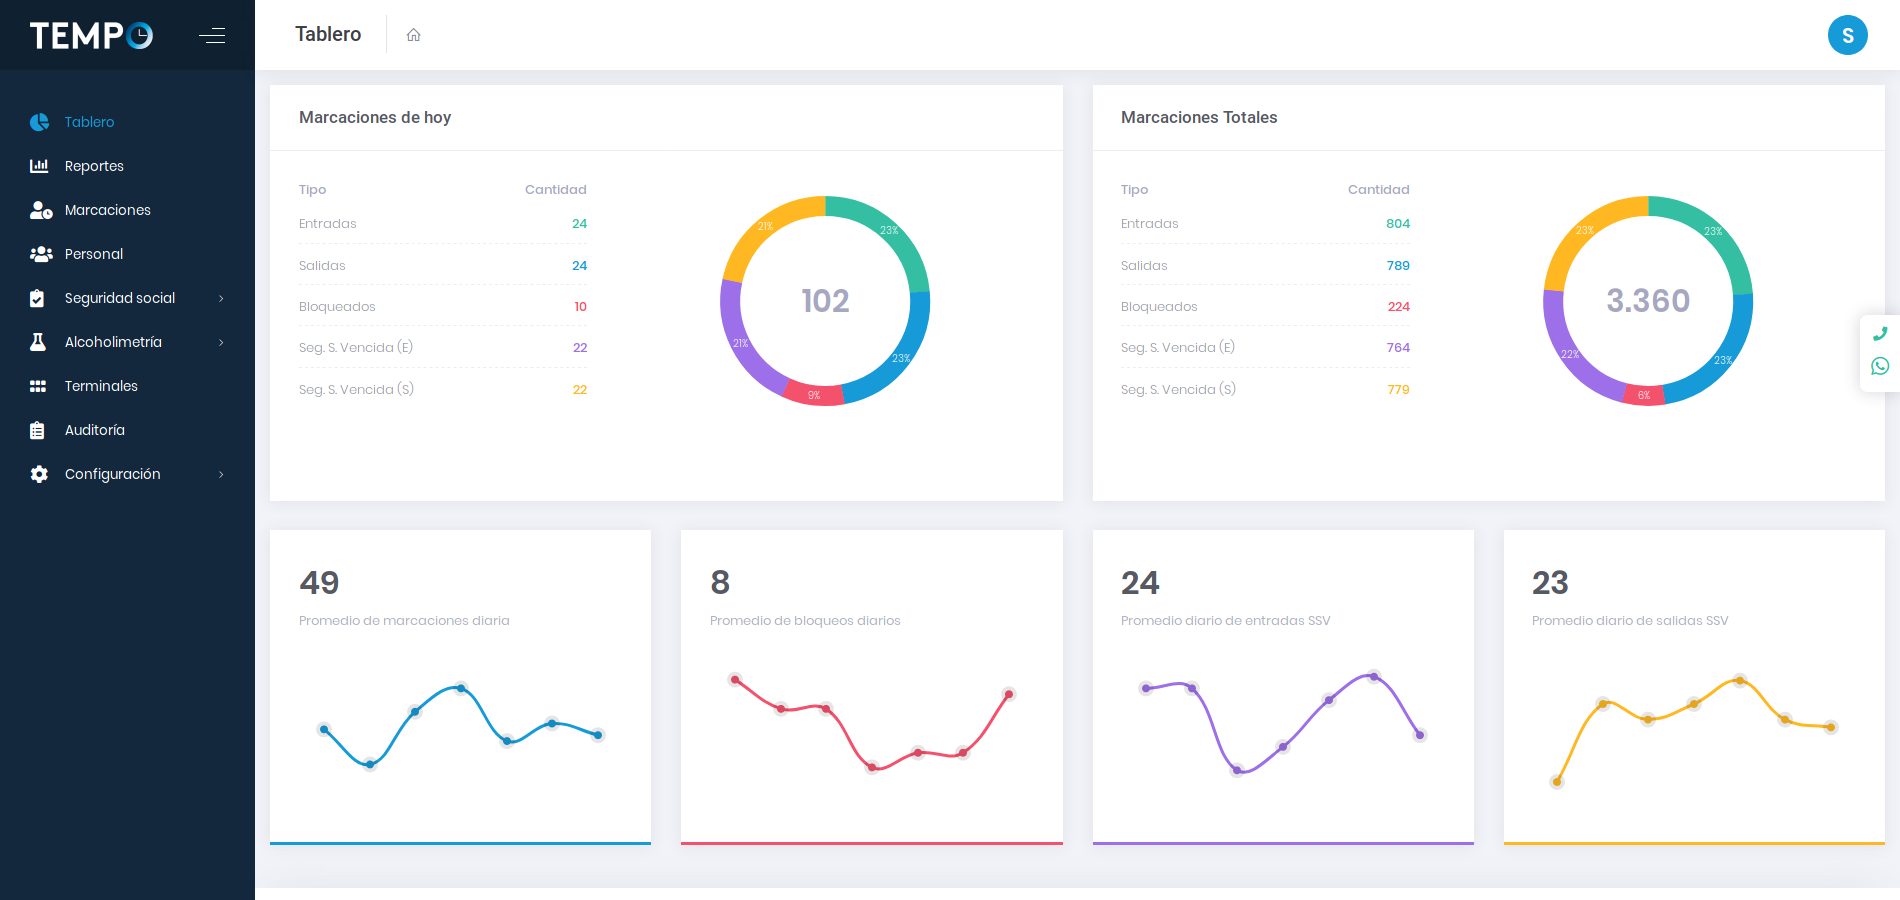 TEMPO
Tablero
S
Tablero
Reportes
Marcaciones
Personal
Seguridad social
Alcoholimetría
Terminales
Auditoría
Configuración
Marcaciones de hoy
Tipo Cantidad
Entradas 24
Salidas 24
Bloqueados 10
Seg. S. Vencida (E) 22
Seg. S. Vencida (S) 22
21%
23%
102
21%
23%
9%
Marcaciones Totales
Tipo Cantidad
Entradas 804
Salidas 789
Bloqueados 224
Seg. S. Vencida (E) 764
Seg. S. Vencida (S) 779
23%
23%
3.360
22%
23%
6%
49
Promedio de marcaciones diaria
8
Promedio de bloqueos diarios
24
Promedio diario de entradas SSV
23
Promedio diario de salidas SSV